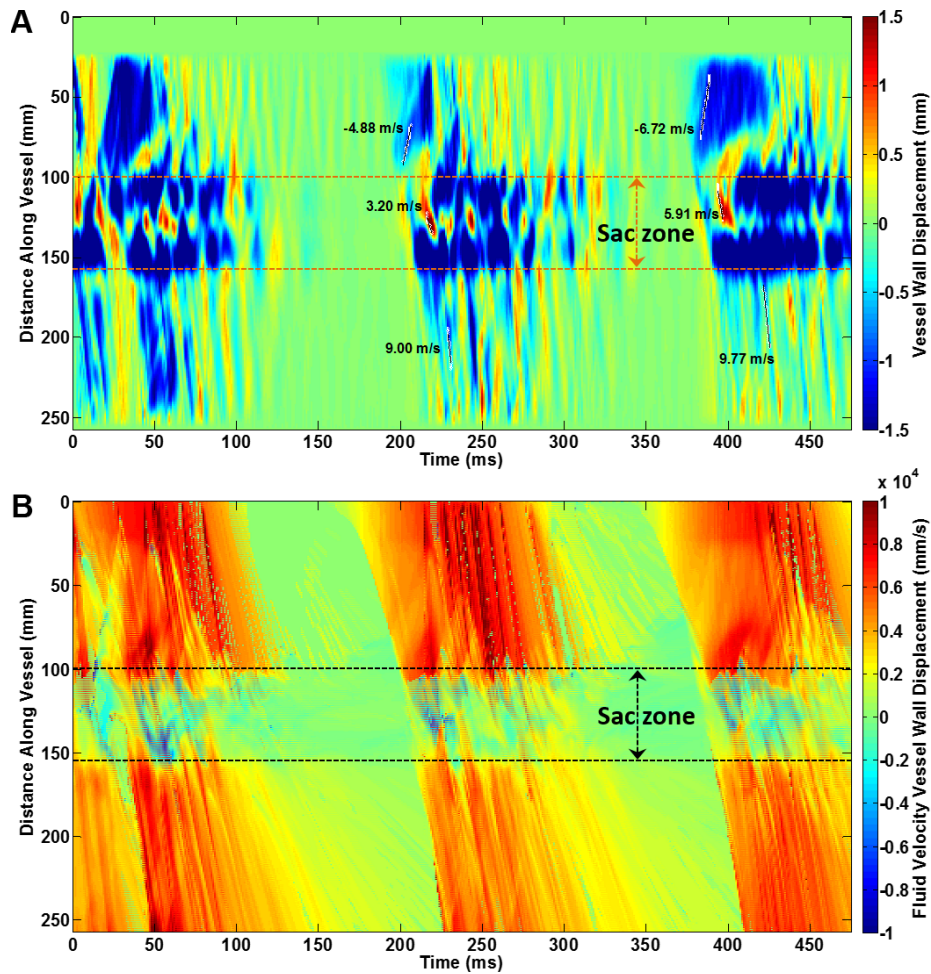 A
0
50
100
150
200
250
Distance Along Vessel (mm)
-4.88 m/s
-6.72 m/s
3.20 m/s
5.91 m/s
Sac zone
9.00 m/s
9.77 m/s
0 50 100 150 200 250 300 350 400 450
Time (ms)
1.5
1
0.5
0
-0.5
-1
-1.5
Vessel Wall Displacement (mm)
B
0
50
100
150
200
250
Distance Along Vessel (mm)
Sac zone
0 50 100 150 200 250 300 350 400 450
Time (ms)
x 10⁴
1
0.8
0.6
0.4
0.2
0
-0.2
-0.4
-0.6
-0.8
-1
Fluid Velocity Vessel Wall Displacement (mm/s)